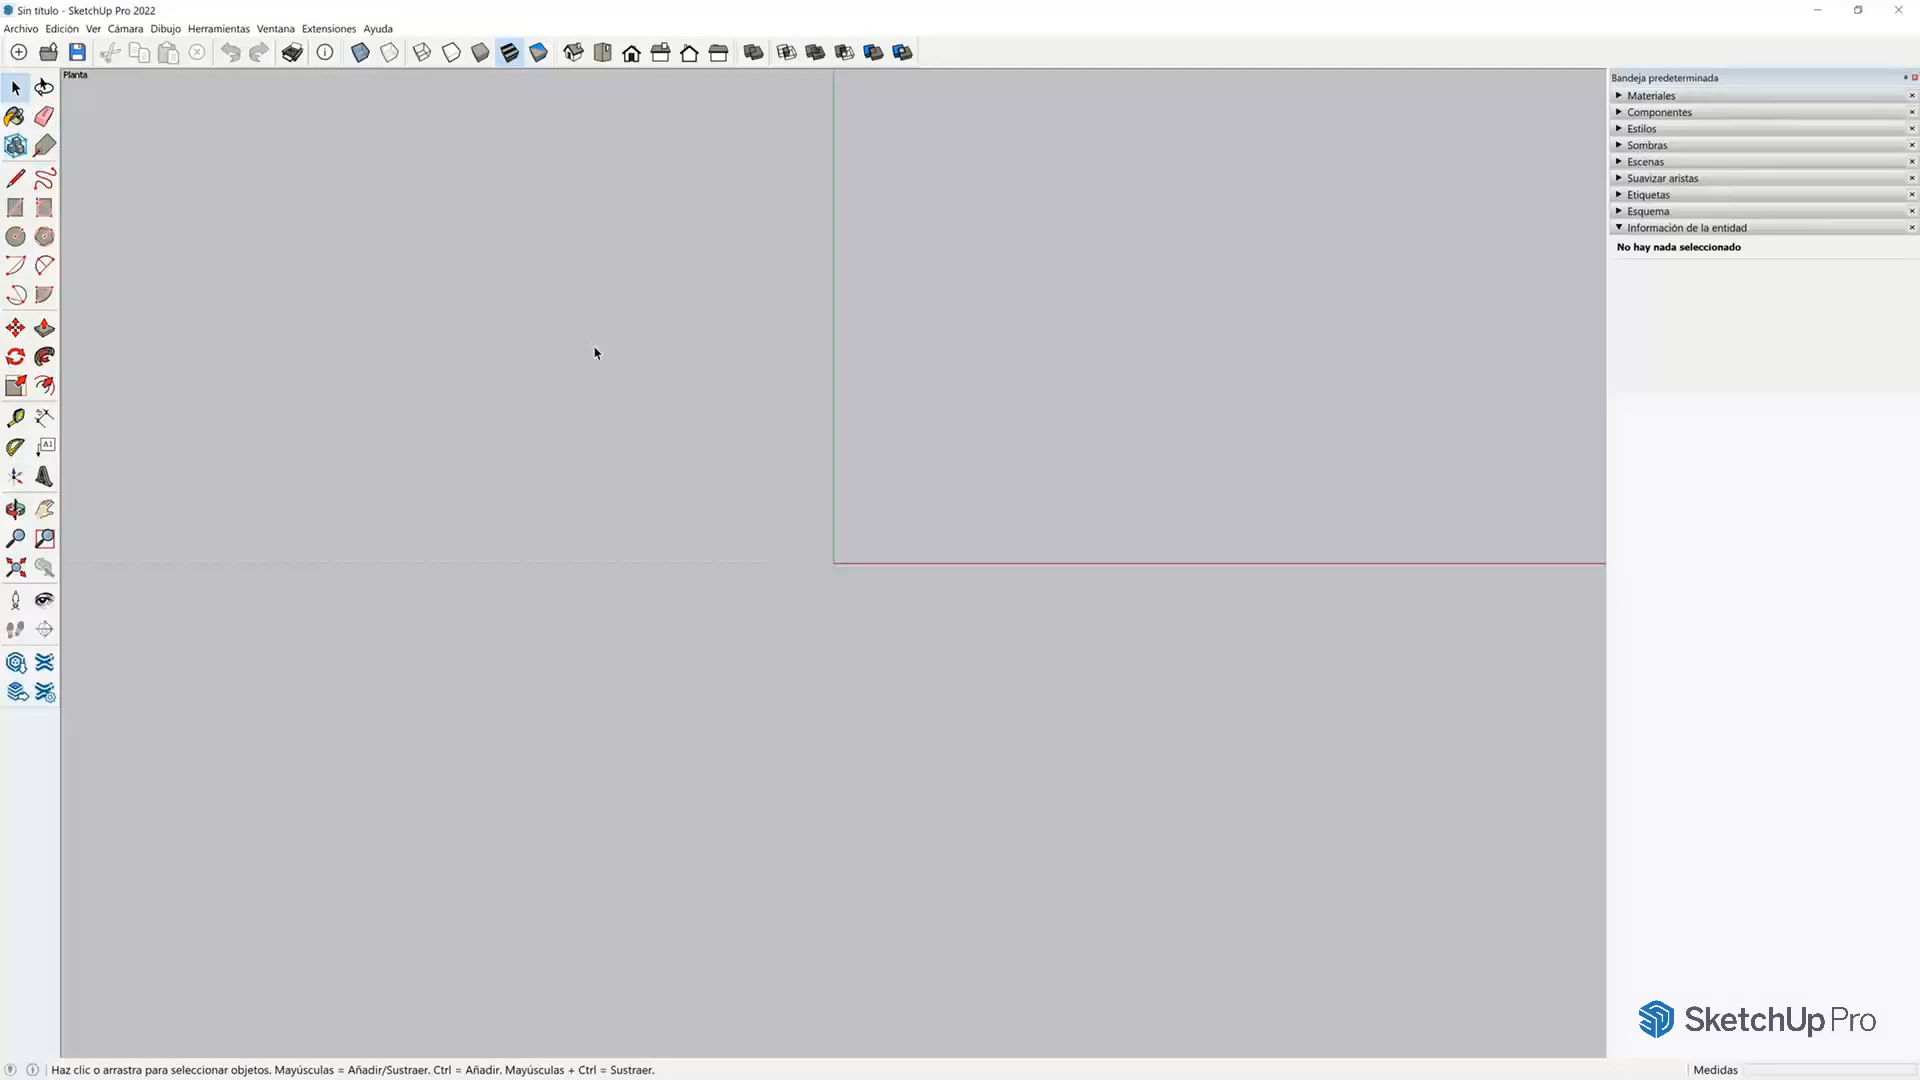 Sin título - SketchUp Pro 2022
Archivo Edición Ver Cámara Dibujo Herramientas Ventana Extensiones Ayuda
Planta
Bandeja predeterminada
Materiales
Componentes
Estilos
Sombras
Escenas
Suavizar aristas
Etiquetas
Esquema
Información de la entidad
No hay nada seleccionado
A1
SketchUp Pro
Haz clic o arrastra para seleccionar objetos. Mayúsculas = Añadir/Sustraer. Ctrl = Añadir. Mayúsculas + Ctrl = Sustraer.
Medidas